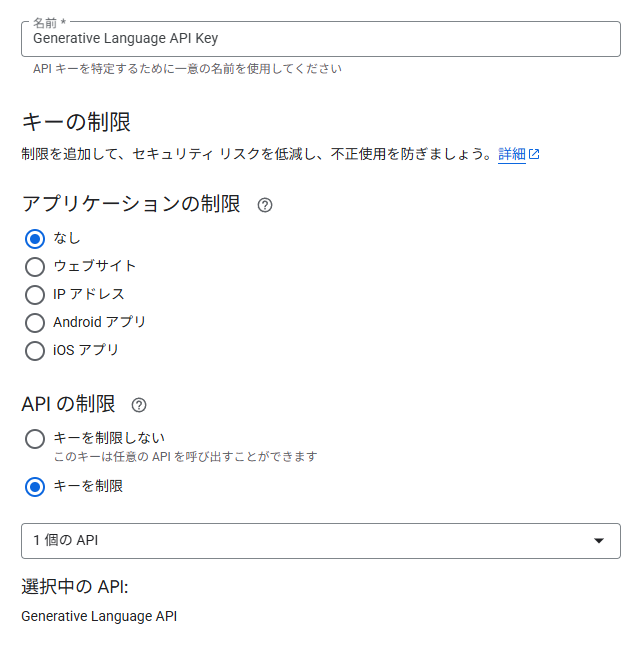 名前 *
Generative Language API Key
API キーを特定するために一意の名前を使用してください
キーの制限
制限を追加して、セキュリティ リスクを低減し、不正使用を防ぎましょう。詳細
アプリケーションの制限
なし
ウェブサイト
IP アドレス
Android アプリ
iOS アプリ
API の制限
キーを制限しない
このキーは任意の API を呼び出すことができます
キーを制限
1 個の API
選択中の API:
Generative Language API